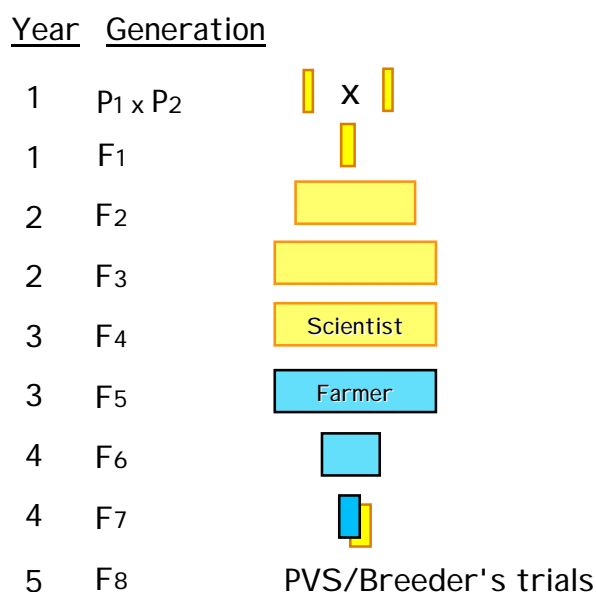 Year Generation
1 P1 x P2 x
1 F1
2 F2
2 F3
3 F4 Scientist
3 F5 Farmer
4 F6
4 F7
5 F8 PVS/Breeder's trials